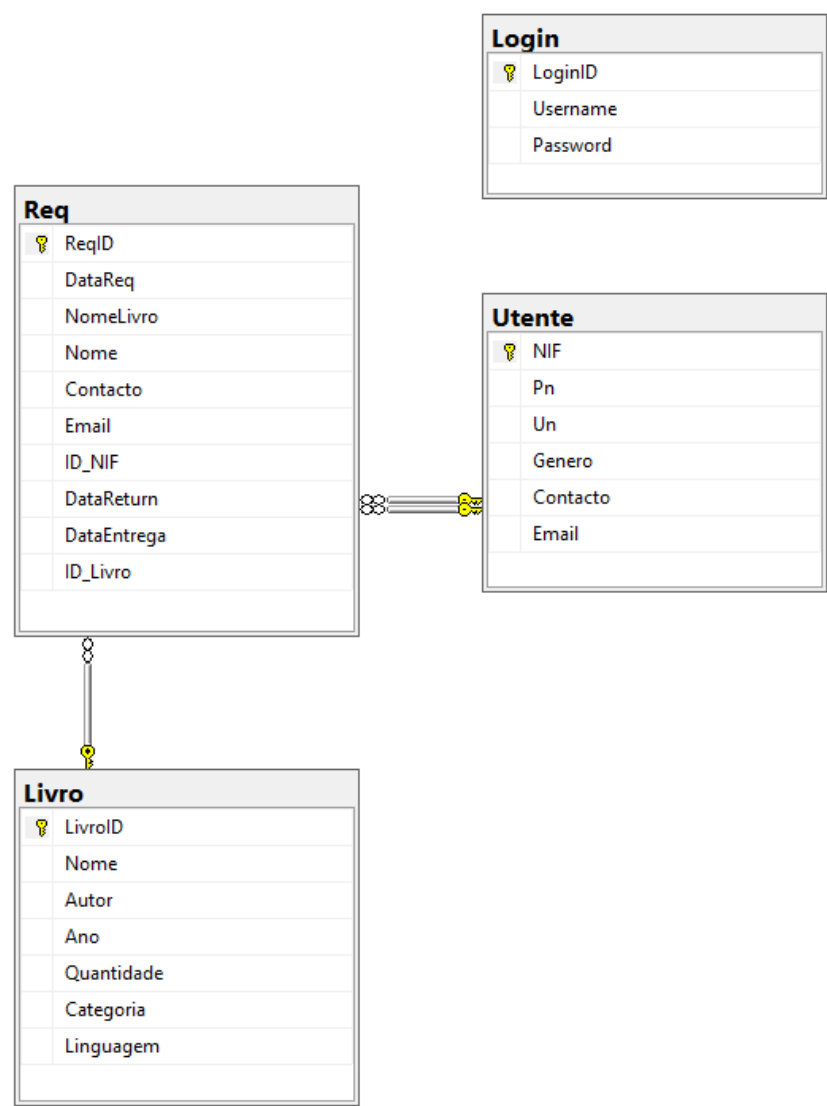 Login
LoginID
Username
Password
Req
ReqID
DataReq
NomeLivro
Nome
Contacto
Email
ID_NIF
DataReturn
DataEntrega
ID_Livro
Utente
NIF
Pn
Un
Genero
Contacto
Email
Livro
LivroID
Nome
Autor
Ano
Quantidade
Categoria
Linguagem